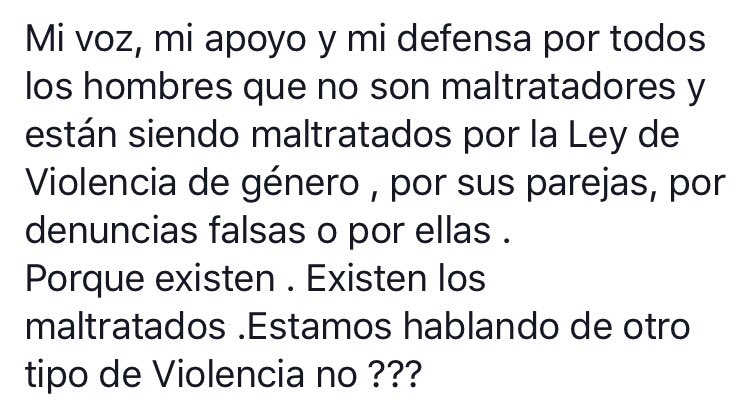 Mi voz, mi apoyo y mi defensa por todos
los hombres que no son maltratadores y
están siendo maltratados por la Ley de
Violencia de género , por sus parejas, por
denuncias falsas o por ellas .
Porque existen . Existen los
maltratados .Estamos hablando de otro
tipo de Violencia no ???